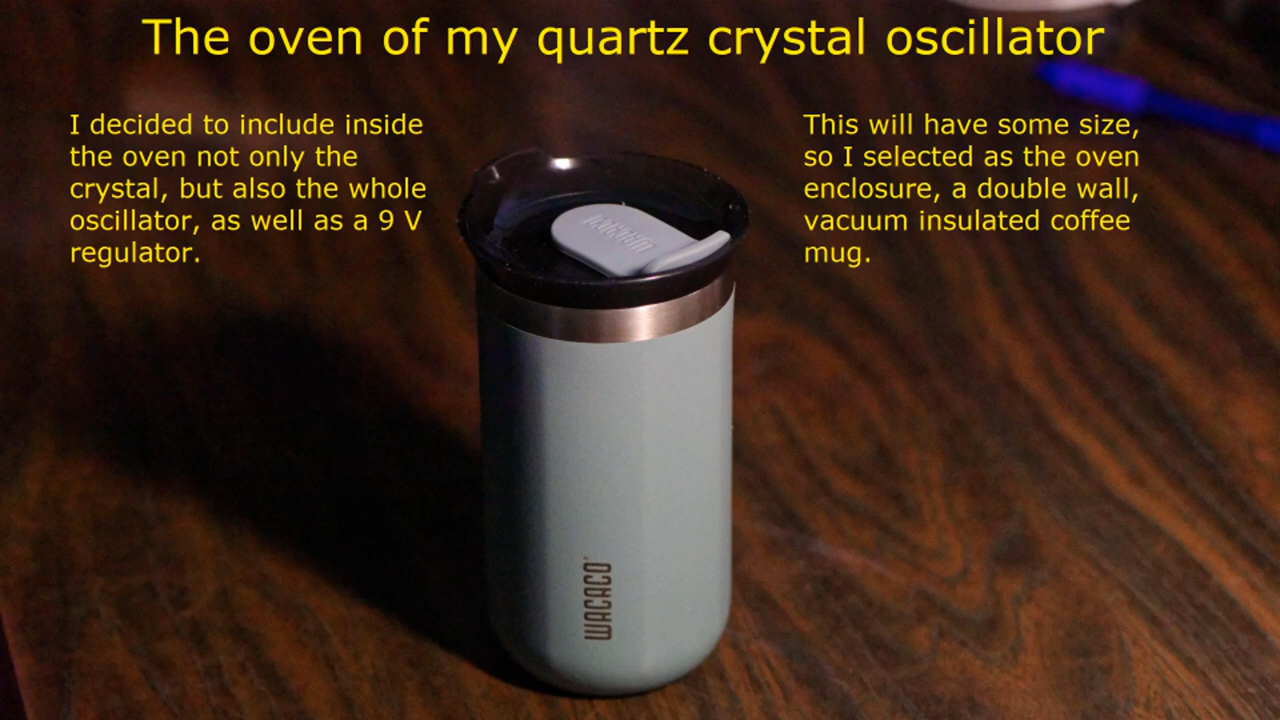 The oven of my quartz crystal oscillator
I decided to include inside
the oven not only the
crystal, but also the whole
oscillator, as well as a 9 V
regulator.
This will have some size,
so I selected as the oven
enclosure, a double wall,
vacuum insulated coffee
mug.
WACACO
WACACO